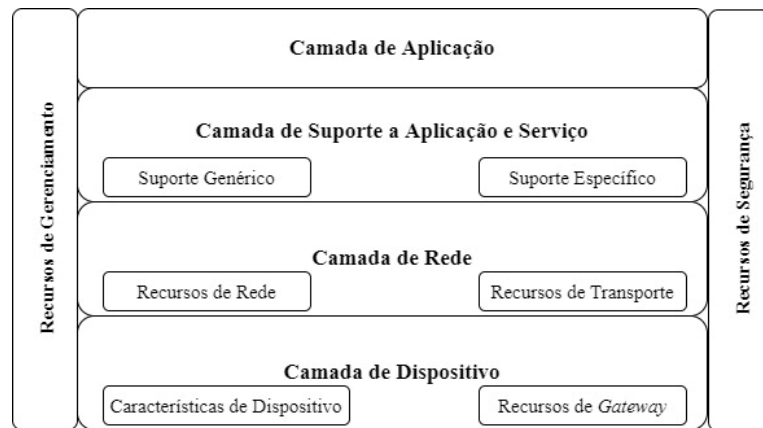 Recursos de Gerenciamento
Camada de Aplicação
Camada de Suporte a Aplicação e Serviço
Suporte Genérico
Suporte Específico
Camada de Rede
Recursos de Rede
Recursos de Transporte
Camada de Dispositivo
Características de Dispositivo
Recursos de Gateway
Recursos de Segurança